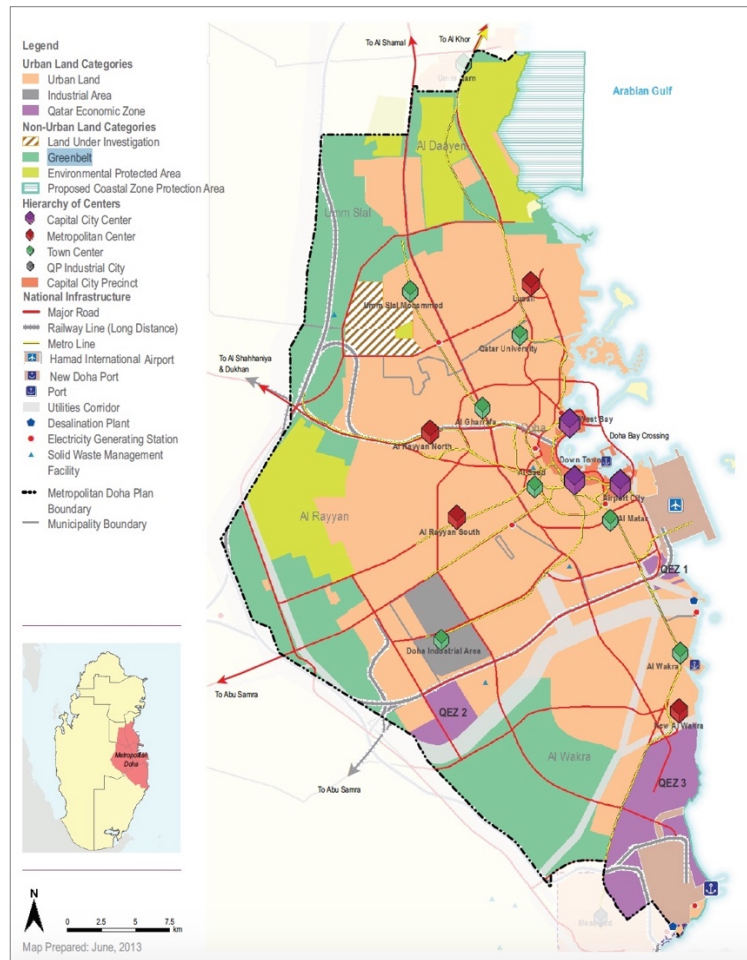 Legend
Urban Land Categories
Urban Land
Industrial Area
Qatar Economic Zone
Non-Urban Land Categories
Land Under Investigation
Greenbelt
Environmental Protected Area
Proposed Coastal Zone Protection Area
Hierarchy of Centers
Capital City Center
Metropolitan Center
Town Center
QP Industrial City
Capital City Precinct
National Infrastructure
Major Road
Railway Line (Long Distance)
Metro Line
Hamad International Airport
New Doha Port
Port
Utilities Corridor
Desalination Plant
Electricity Generating Station
Solid Waste Management
Facility
Metropolitan Doha Plan
Boundary
Municipality Boundary
Metropolitan
Doha
N
0 2.5 5 7.5
km
Map Prepared: June, 2013
To Al Shamal
To Al Khor
Arabian Gulf
Al Daayen
Umm Slal
Umm Slal Mohammed
Lusail
Qatar University
To Al Shahhaniya
& Dukhan
Al Gharrafa
West Bay
Doha
Al Rayyan North
Doha Bay Crossing
Down Town
Al Sadd
Airport City
Al Rayyan
Al Rayyan South
Al Matar
QEZ 1
Doha Industrial Area
Al Wakra
To Abu Samra
QEZ 2
New Al Wakra
Al Wakra
QEZ 3
To Abu Samra